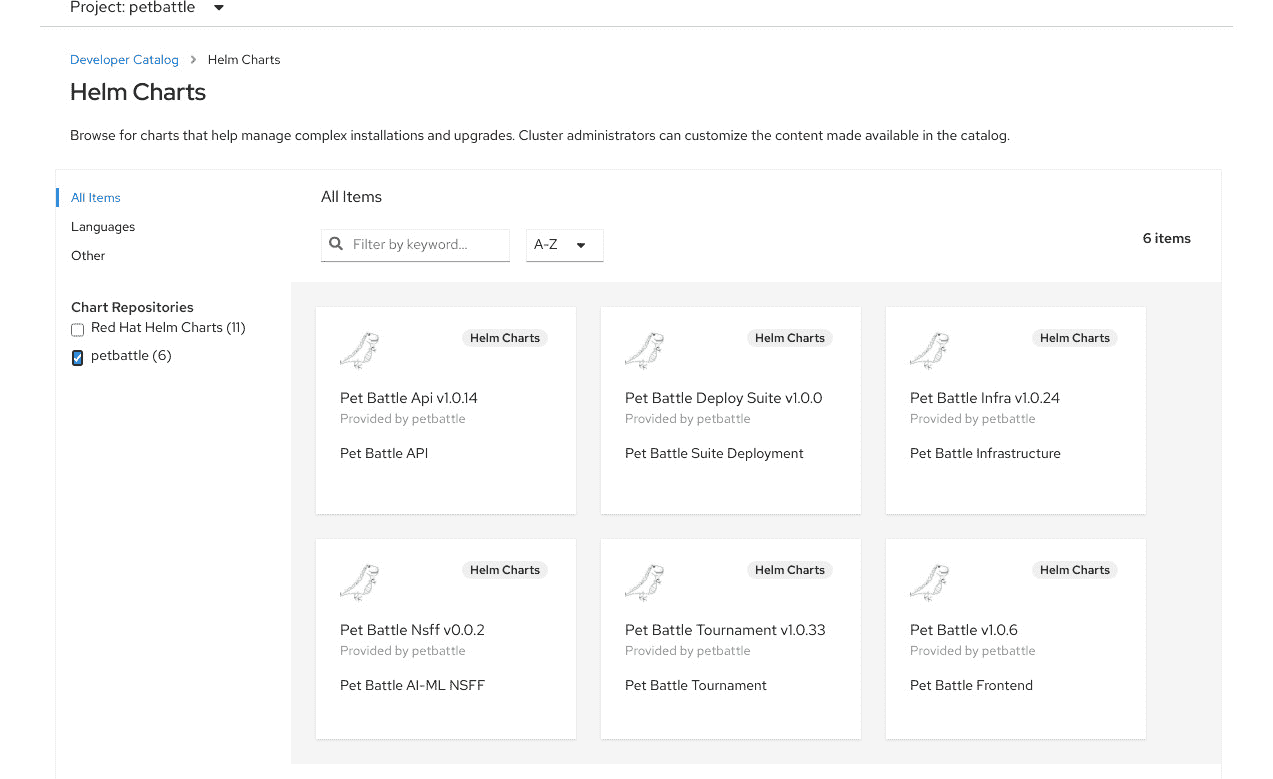 Project: petbattle
Developer Catalog > Helm Charts
Helm Charts
Browse for charts that help manage complex installations and upgrades. Cluster administrators can customize the content made available in the catalog.
All Items
Languages
Other
Chart Repositories
Red Hat Helm Charts (11)
petbattle (6)
All Items
Filter by keyword...
A-Z
6 items
Helm Charts
Pet Battle Api v1.0.14
Provided by petbattle
Pet Battle API
Helm Charts
Pet Battle Deploy Suite v1.0.0
Provided by petbattle
Pet Battle Suite Deployment
Helm Charts
Pet Battle Infra v1.0.24
Provided by petbattle
Pet Battle Infrastructure
Helm Charts
Pet Battle Nsff v0.0.2
Provided by petbattle
Pet Battle AI-ML NSFF
Helm Charts
Pet Battle Tournament v1.0.33
Provided by petbattle
Pet Battle Tournament
Helm Charts
Pet Battle v1.0.6
Provided by petbattle
Pet Battle Frontend